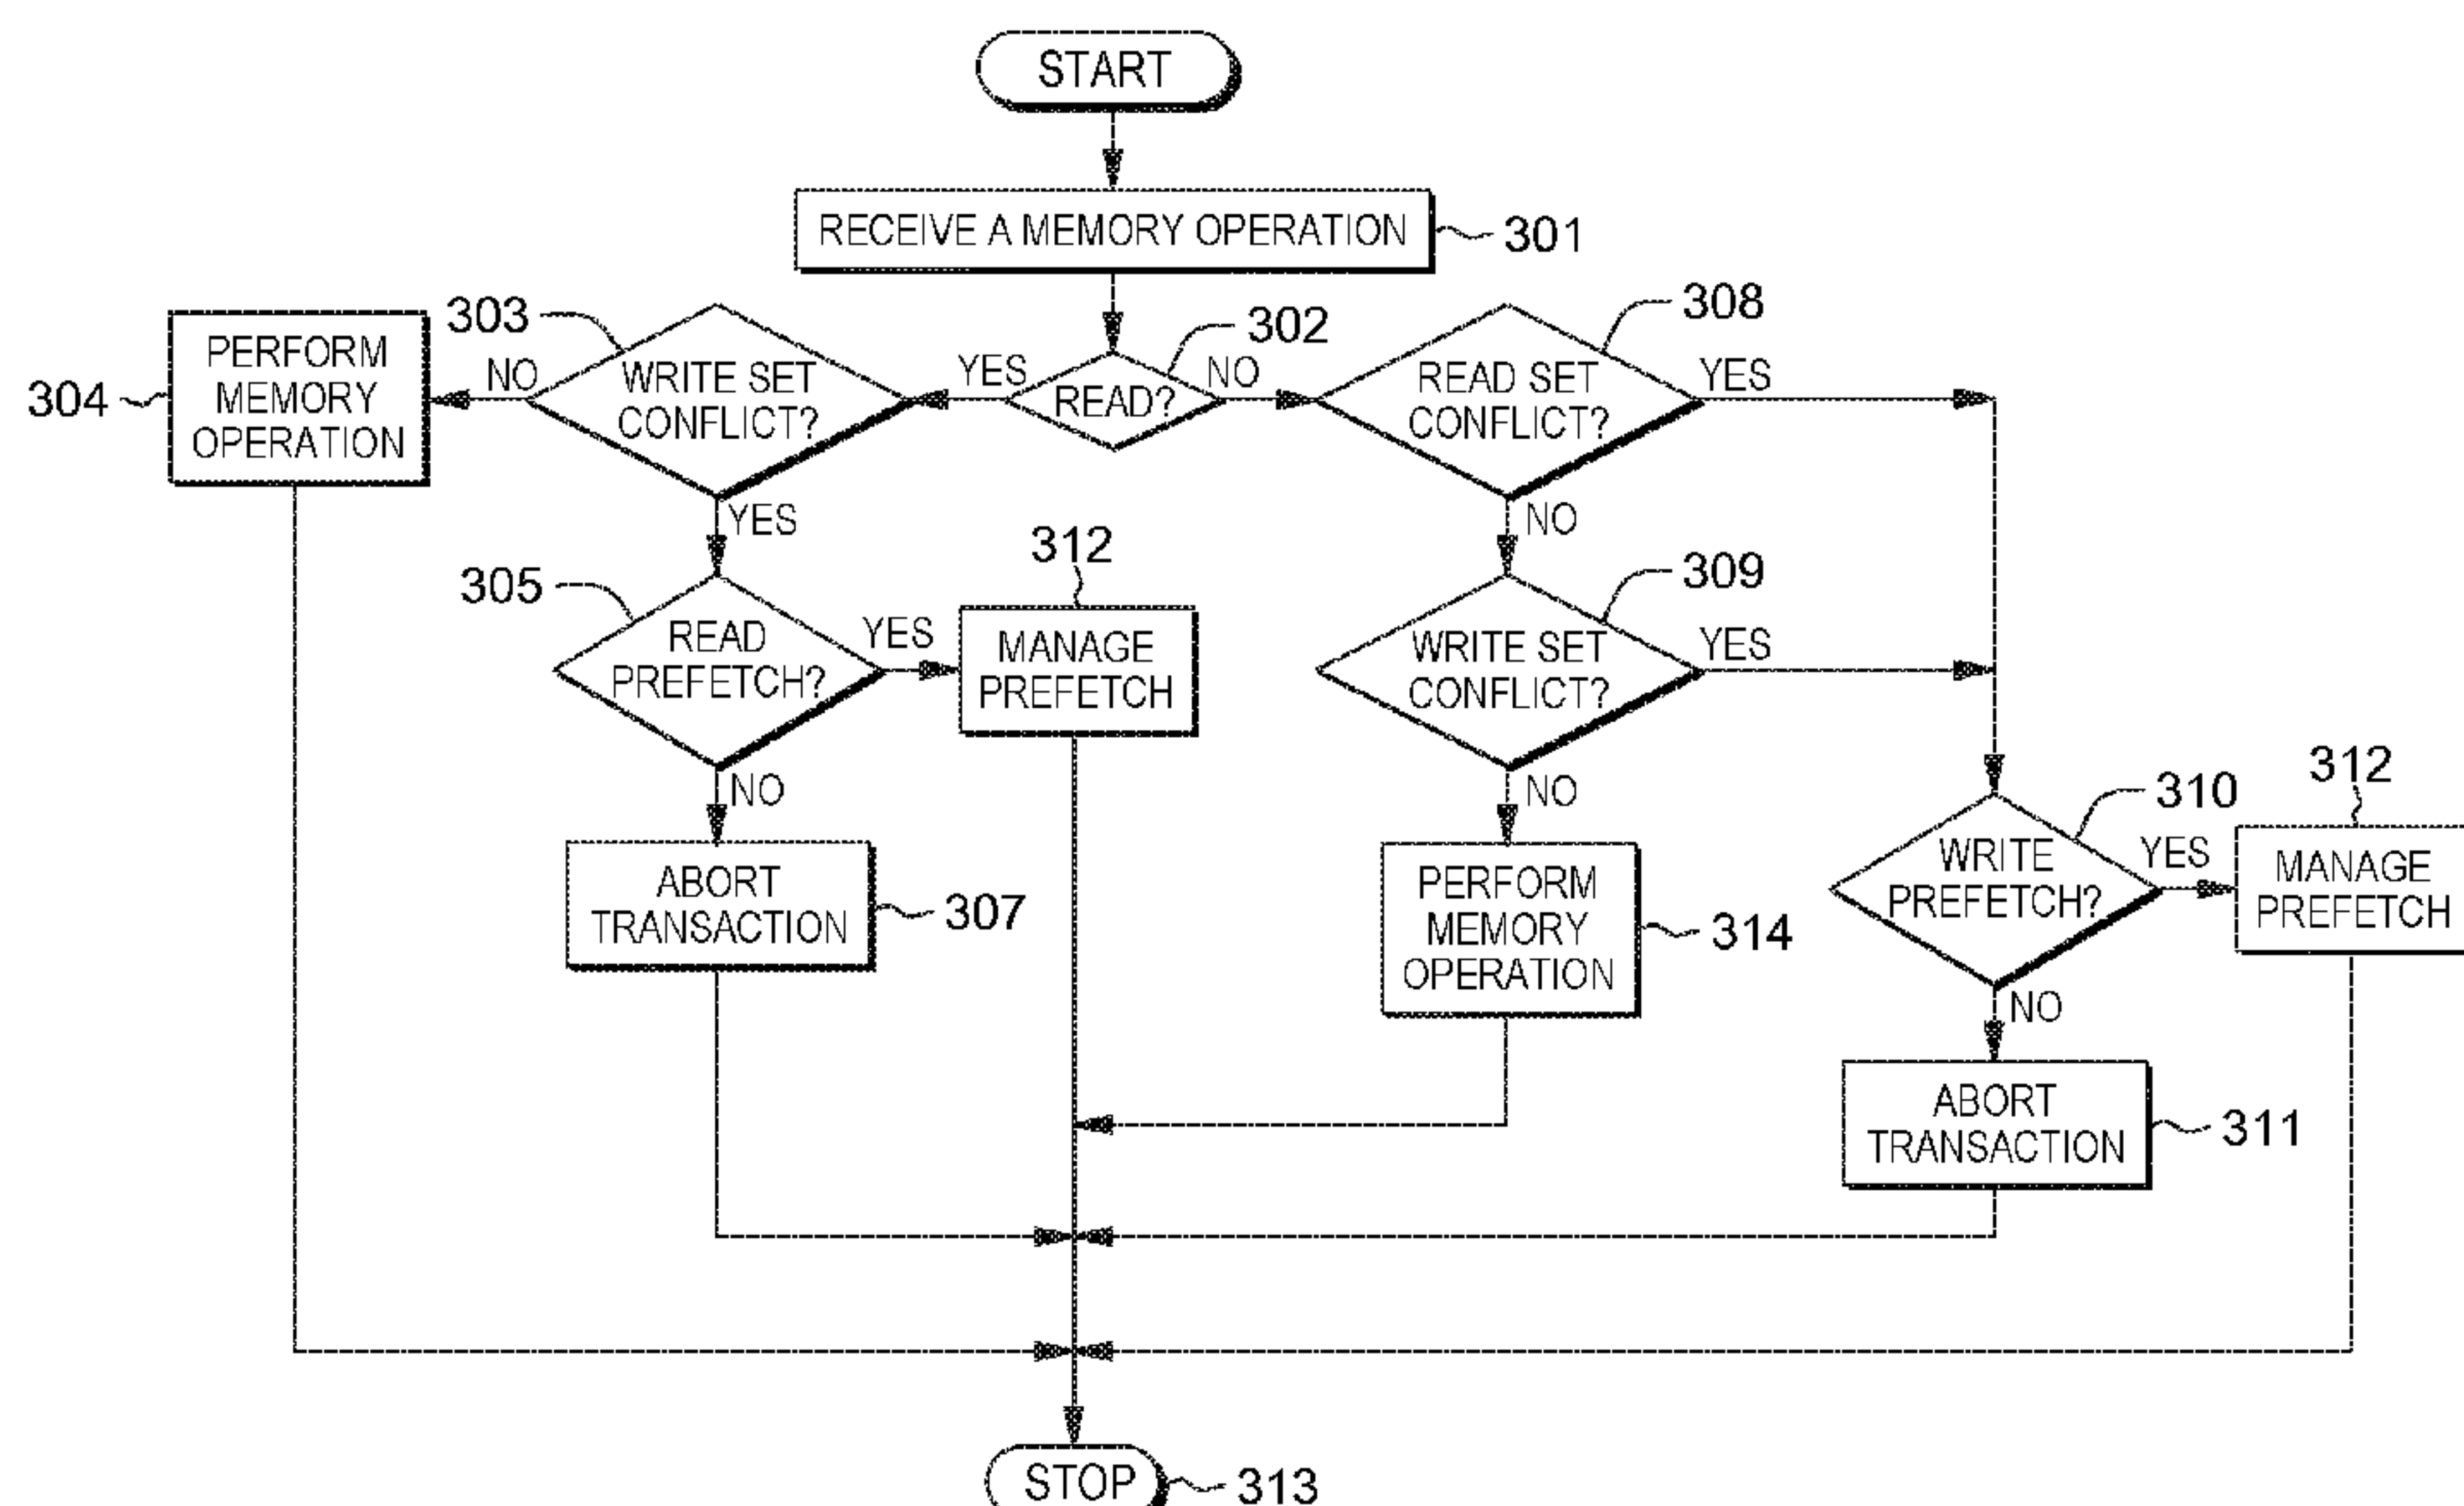 START
RECEIVE A MEMORY OPERATION
301
303
302
308
304
PERFORM
MEMORY
OPERATION
NO
WRITE SET
CONFLICT?
YES
READ?
NO
READ SET
CONFLICT?
YES
YES
NO
305
READ
PREFETCH?
YES
312
MANAGE
PREFETCH
309
WRITE SET
CONFLICT?
YES
NO
NO
310
312
ABORT
TRANSACTION
307
PERFORM
MEMORY
OPERATION
314
WRITE
PREFETCH?
YES
MANAGE
PREFETCH
NO
ABORT
TRANSACTION
311
STOP
313